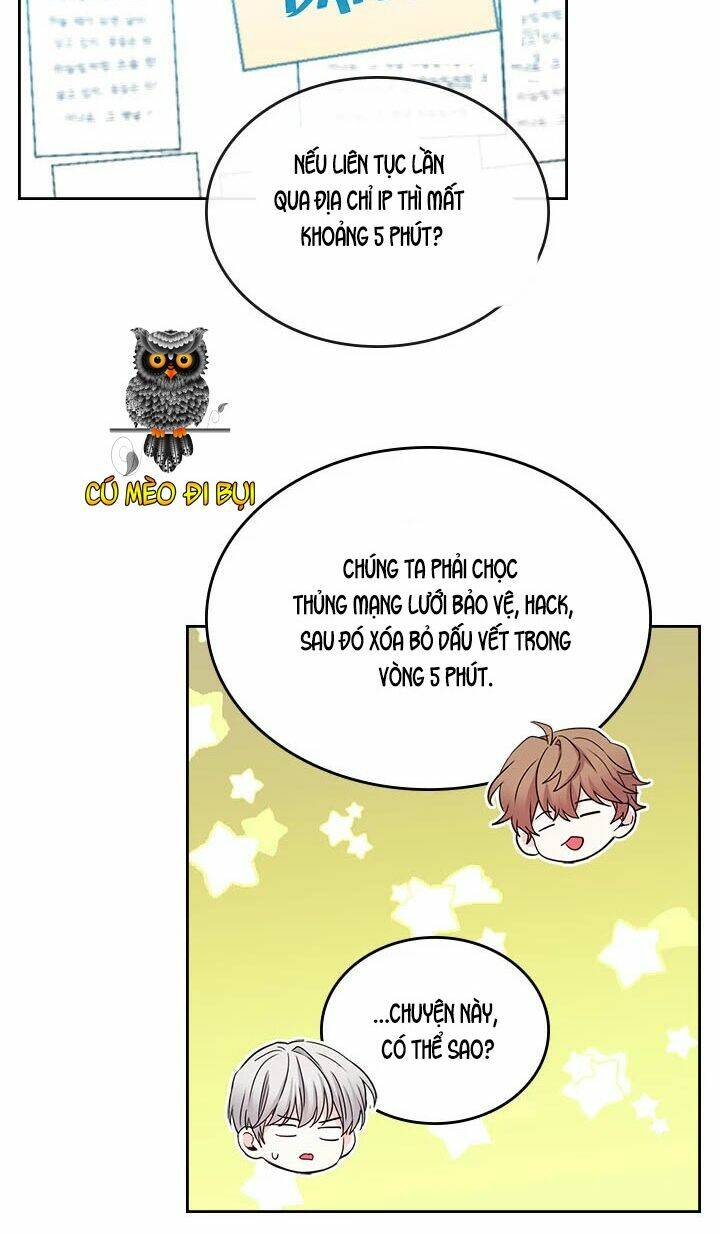 NẾU LIÊN TỤC LẦN
QUA ĐỊA CHỈ IP THÌ MẤT
KHOẢNG 5 PHÚT?
CÚ MÈO ĐI BỤI
CHÚNG TA PHẢI CHỌC
THỦNG MẠNG LƯỚI BẢO VỆ, HACK,
SAU ĐÓ XÓA BỎ DẤU VẾT TRONG
VÒNG 5 PHÚT.
...CHUYỆN NÀY,
CÓ THỂ SAO?